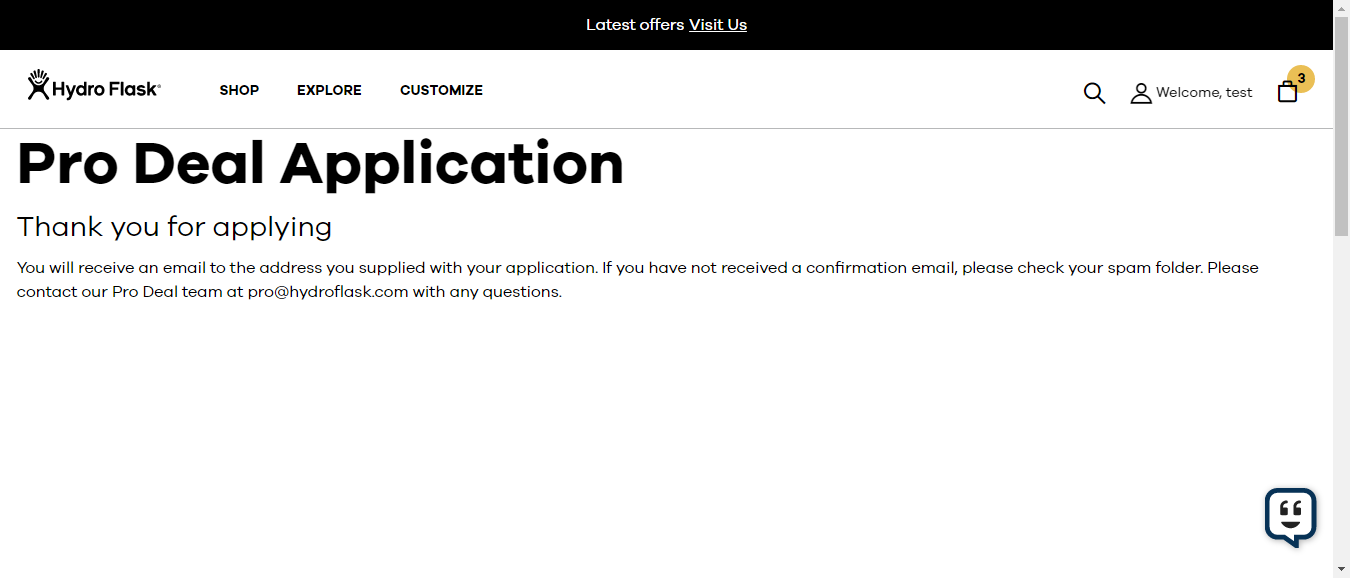 Latest offers Visit Us
Hydro Flask
SHOP EXPLORE CUSTOMIZE
Welcome, test
3
Pro Deal Application
Thank you for applying
You will receive an email to the address you supplied with your application. If you have not received a confirmation email, please check your spam folder. Please
contact our Pro Deal team at pro@hydroflask.com with any questions.